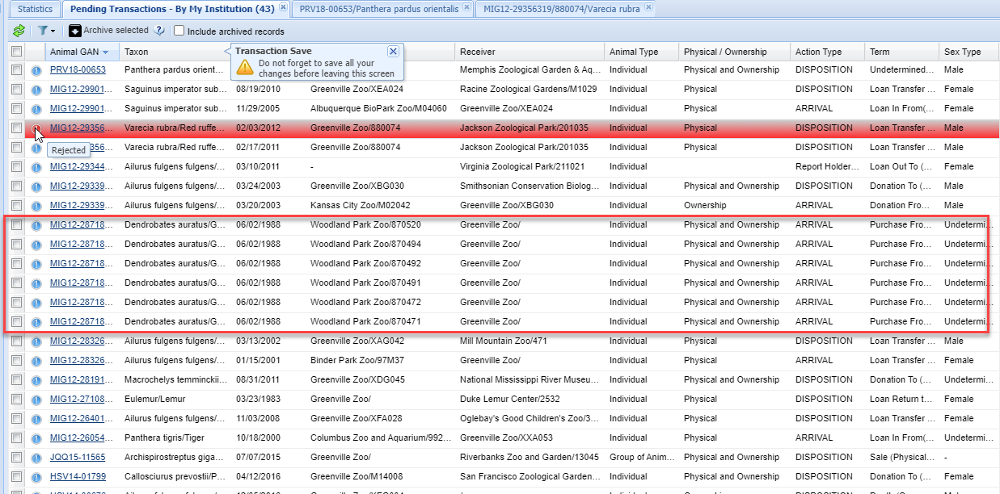 Statistics Pending Transactions - By My Institution (43) PRV18-00653/Panthera pardus orientalis MIG12-29356319/880074/Varecia rubra
Archive selected Include archived records
Animal GAN Taxon Receiver Animal Type Physical / Ownership Action Type Term Sex Type
Transaction Save
Do not forget to save all your
changes before leaving this screen
PRV18-00653 Panthera pardus orient... Memphis Zoological Garden & Aq... Individual Physical and Ownership DISPOSITION Undetermined... Male
MIG12-29901... Saguinus imperator sub... 08/19/2010 Greenville Zoo/XEA024 Racine Zoological Gardens/M1029 Individual Physical DISPOSITION Loan Transfer ... Male
MIG12-29901... Saguinus imperator sub... 11/29/2005 Albuquerque BioPark Zoo/M04060 Greenville Zoo/XEA024 Individual Physical ARRIVAL Loan In From(... Male
MIG12-29356... Varecia rubra/Red ruffe... 02/03/2012 Greenville Zoo/880074 Jackson Zoological Park/201035 Individual Physical DISPOSITION Loan Transfer ... Male
Rejected
356... Varecia rubra/Red ruffe... 02/17/2011 Greenville Zoo/880074 Jackson Zoological Park/201035 Individual Physical DISPOSITION Loan Transfer ... Male
MIG12-29344... Ailurus fulgens fulgens/... 03/10/2011 - Virginia Zoological Park/211021 Individual Report Holder... Loan Out To (... Female
MIG12-29339... Ailurus fulgens fulgens/... 03/24/2003 Greenville Zoo/XBG030 Smithsonian Conservation Biolog... Individual Physical and Ownership DISPOSITION Donation To (... Male
MIG12-29339... Ailurus fulgens fulgens/... 03/20/2003 Kansas City Zoo/M02042 Greenville Zoo/XBG030 Individual Ownership ARRIVAL Donation Fro... Male
MIG12-28718... Dendrobates auratus/G... 06/02/1988 Woodland Park Zoo/870520 Greenville Zoo/ Individual Physical and Ownership ARRIVAL Purchase Fro... Undetermi...
MIG12-28718... Dendrobates auratus/G... 06/02/1988 Woodland Park Zoo/870494 Greenville Zoo/ Individual Physical and Ownership ARRIVAL Purchase Fro... Undetermi...
MIG12-28718... Dendrobates auratus/G... 06/02/1988 Woodland Park Zoo/870492 Greenville Zoo/ Individual Physical and Ownership ARRIVAL Purchase Fro... Undetermi...
MIG12-28718... Dendrobates auratus/G... 06/02/1988 Woodland Park Zoo/870491 Greenville Zoo/ Individual Physical and Ownership ARRIVAL Purchase Fro... Undetermi...
MIG12-28718... Dendrobates auratus/G... 06/02/1988 Woodland Park Zoo/870472 Greenville Zoo/ Individual Physical and Ownership ARRIVAL Purchase Fro... Undetermi...
MIG12-28718... Dendrobates auratus/G... 06/02/1988 Woodland Park Zoo/870471 Greenville Zoo/ Individual Physical and Ownership ARRIVAL Purchase Fro... Undetermi...
MIG12-28326... Ailurus fulgens fulgens/... 03/13/2002 Greenville Zoo/XAG042 Mill Mountain Zoo/471 Individual Physical DISPOSITION Loan Transfer ... Male
MIG12-28326... Ailurus fulgens fulgens/... 01/15/2001 Binder Park Zoo/97M37 Greenville Zoo/ Individual Physical ARRIVAL Loan Transfer ... Female
MIG12-28191... Macrochelys temminckii... 08/31/2011 Greenville Zoo/XDG045 National Mississippi River Museu... Individual Physical and Ownership DISPOSITION Donation To (... Undetermi...
MIG12-27108... Eulemur/Lemur 03/23/1983 Greenville Zoo/ Duke Lemur Center/2532 Individual Physical DISPOSITION Loan Return t... Female
MIG12-26401... Ailurus fulgens fulgens/... 11/03/2008 Greenville Zoo/XFA028 Oglebay's Good Children's Zoo/3... Individual Physical DISPOSITION Loan Transfer ... Female
MIG12-26054... Panthera tigris/Tiger 10/18/2000 Columbus Zoo and Aquarium/992... Greenville Zoo/XXA053 Individual Physical ARRIVAL Loan In From(... Undetermi...
JQQ15-11565 Archispirostreptus giga... 07/07/2015 Greenville Zoo/ Riverbanks Zoo and Garden/13045 Group of Anim... Physical and Ownership DISPOSITION Sale (Physical... -
HSV14-01799 Callosciurus prevostii/P... 04/12/2016 Greenville Zoo/M14008 San Francisco Zoological Garden... Individual Physical and Ownership DISPOSITION Donation To (... Female